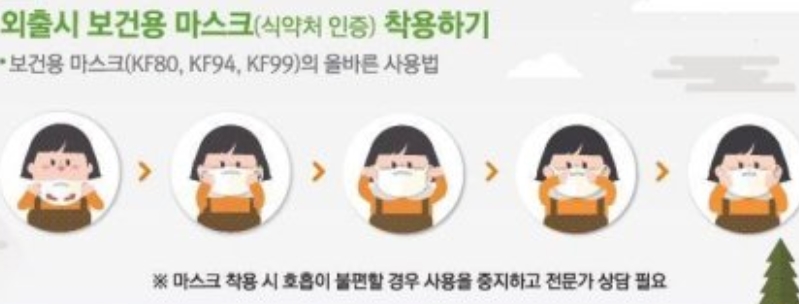 외출시 보건용 마스크(식약처 인증) 착용하기
•보건용 마스크(KF80, KF94, KF99)의 올바른 사용법
※ 마스크 착용 시 호흡이 불편할 경우 사용을 중지하고 전문가 상담 필요